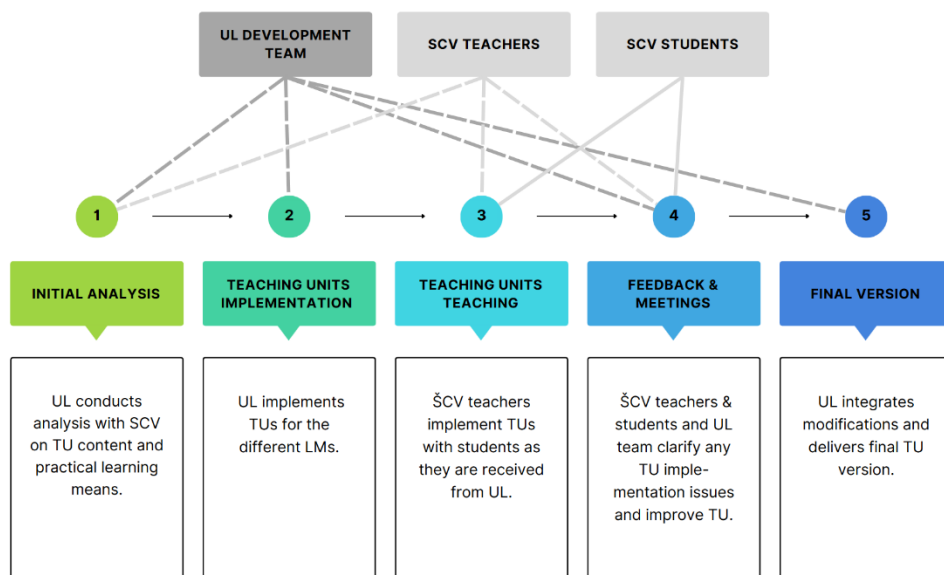 UL DEVELOPMENT
TEAM
SCV TEACHERS
SCV STUDENTS
1
2
3
4
5
INITIAL ANALYSIS
TEACHING UNITS
IMPLEMENTATION
TEACHING UNITS
TEACHING
FEEDBACK &
MEETINGS
FINAL VERSION
UL conducts
analysis with SCV
on TU content and
practical learning
means.
UL implements
TUs for the
different LMs.
ŠCV teachers
implement TUs
with students as
they are received
from UL.
ŠCV teachers &
students and UL
team clarify any
TU imple-
mentation issues
and improve TU.
UL integrates
modifications and
delivers final TU
version.